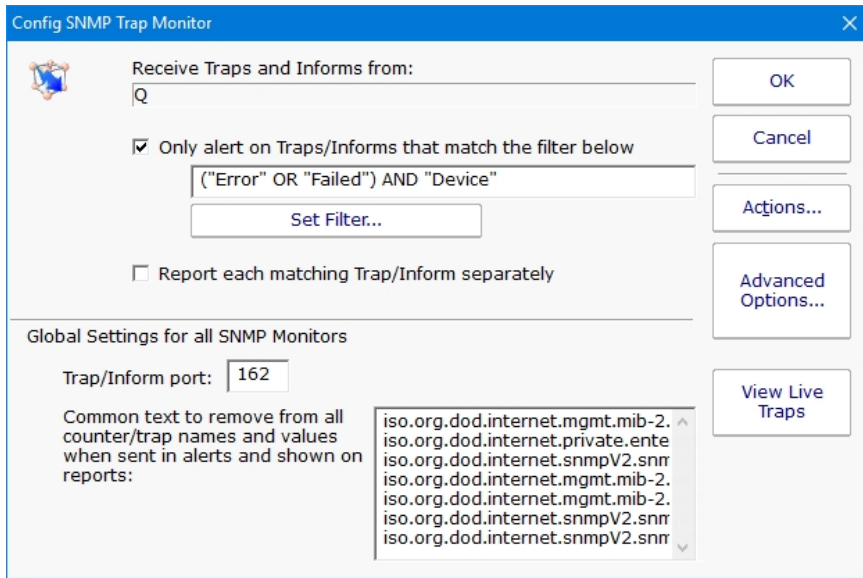 Config SNMP Trap Monitor
Receive Traps and Informs from:
Q
OK
Only alert on Traps/Informs that match the filter below
Cancel
("Error" OR "Failed") AND "Device"
Set Filter...
Actions...
Report each matching Trap/Inform separately
Advanced
Options...
Global Settings for all SNMP Monitors
Trap/Inform port: 162
View Live
Traps
Common text to remove from all
counter/trap names and values
when sent in alerts and shown on
reports:
iso.org.dod.internet.mgmt.mib-2.
iso.org.dod.internet.private.ente
iso.org.dod.internet.snmpV2.snm
iso.org.dod.internet.mgmt.mib-2.
iso.org.dod.internet.mgmt.mib-2.
iso.org.dod.internet.snmpV2.snm
iso.org.dod.internet.snmpV2.snm